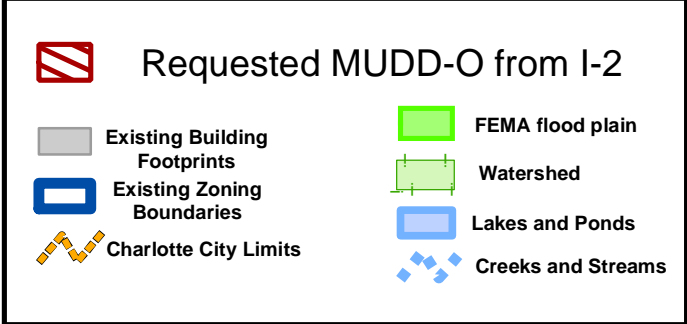 Requested MUDD-O from I-2
Existing Building
Footprints
Existing Zoning
Boundaries
Charlotte City Limits
FEMA flood plain
Watershed
Lakes and Ponds
Creeks and Streams